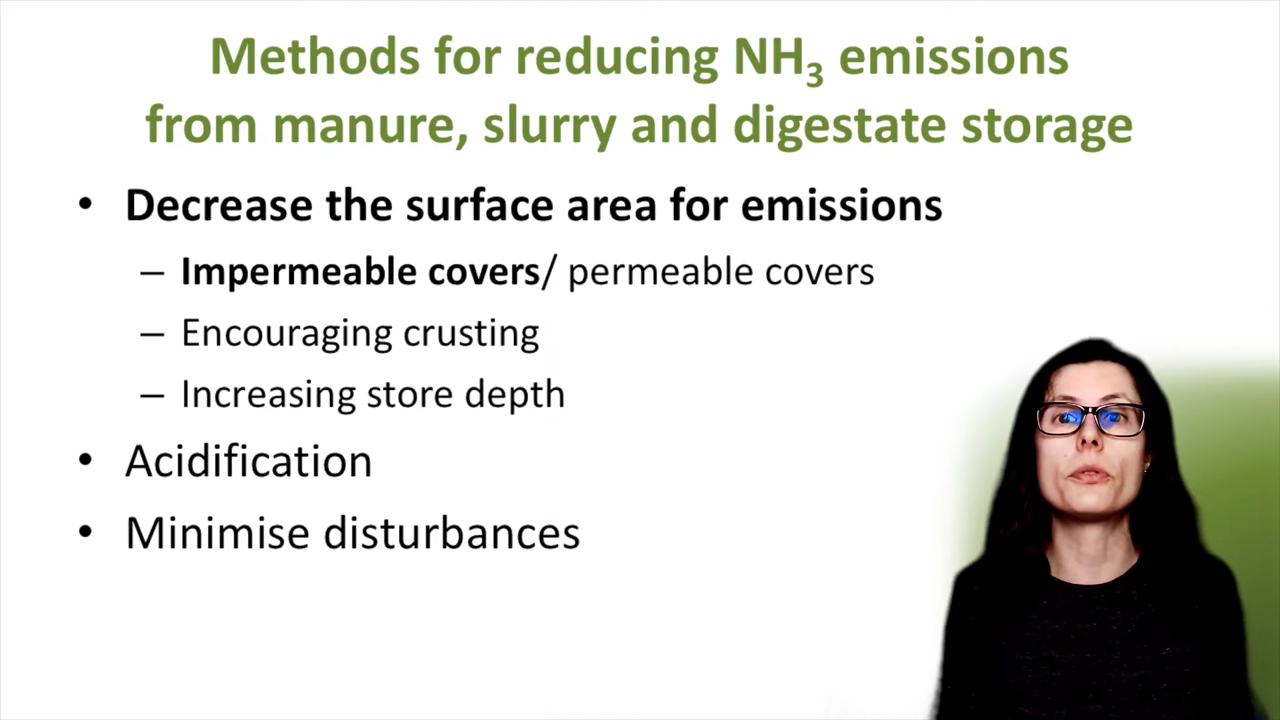 Methods for reducing NH₃ emissions
from manure, slurry and digestate storage
• Decrease the surface area for emissions
– Impermeable covers/ permeable covers
– Encouraging crusting
– Increasing store depth
• Acidification
• Minimise disturbances